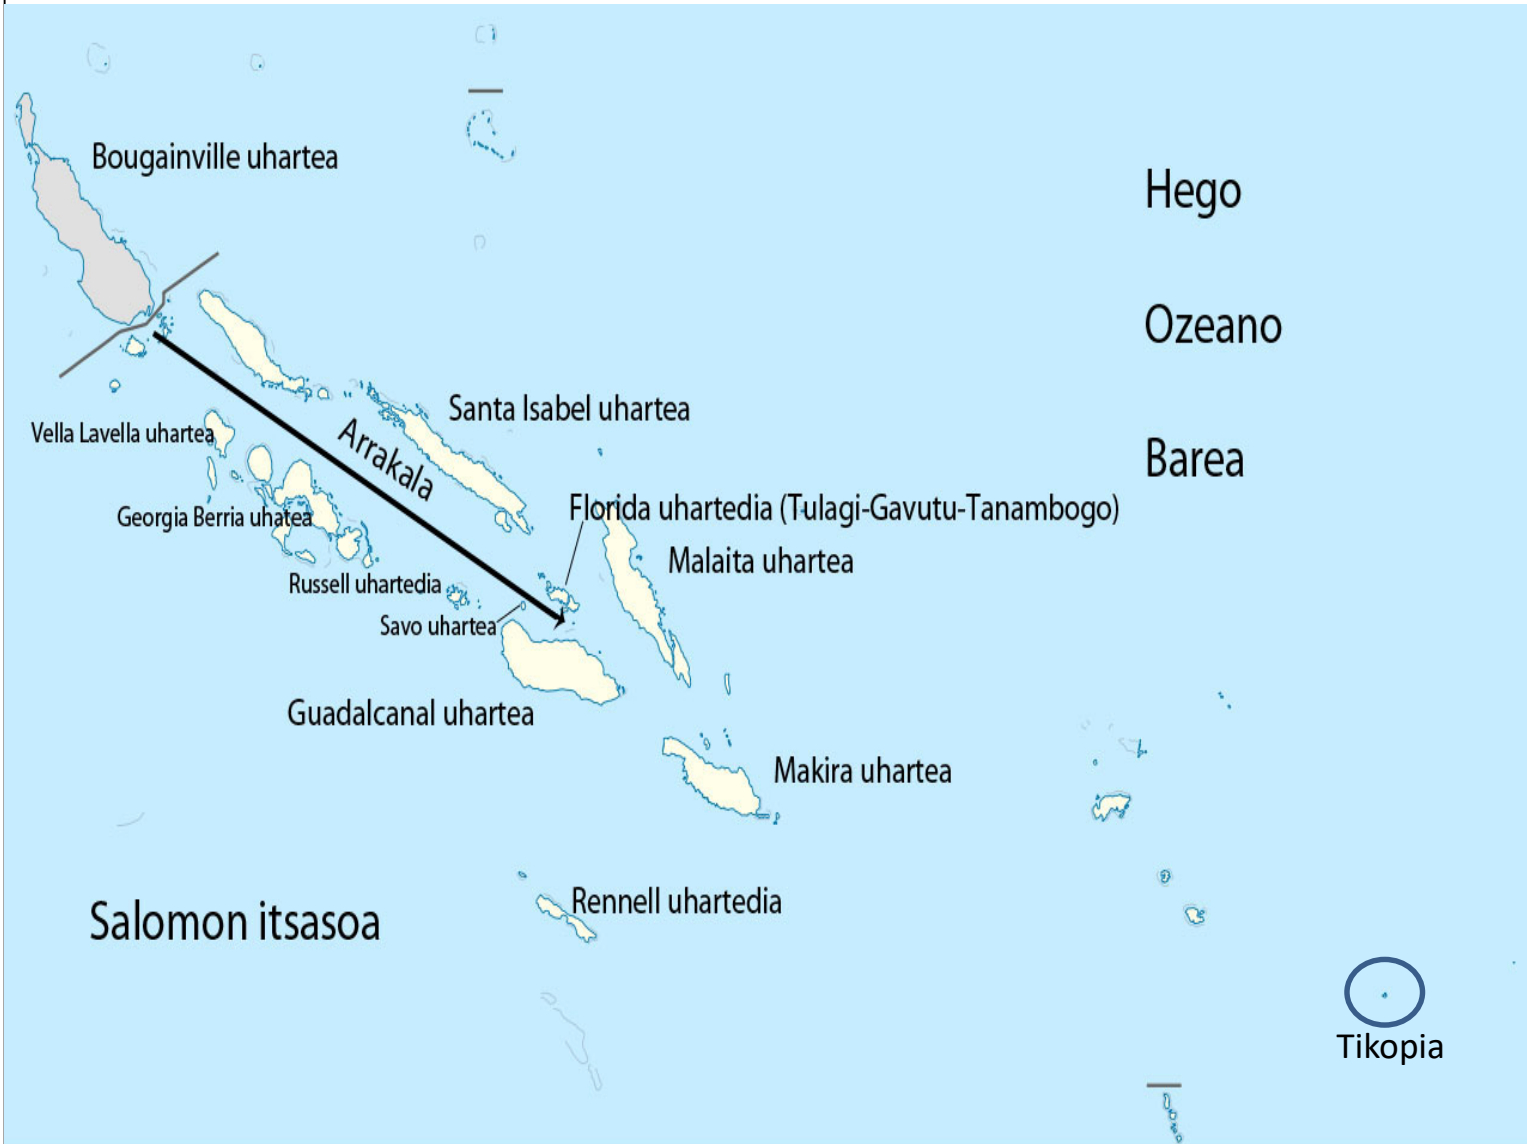 Bougainville uhartea
Hego
Ozeano
Santa Isabel uhartea
Vella Lavella uhartea
Arrakala
Barea
Florida uhartedia (Tulagi-Gavutu-Tanambogo)
Georgia Berria uhatea
Malaita uhartea
Russell uhartedia
Savo uhartea
Guadalcanal uhartea
Makira uhartea
Rennell uhartedia
Salomon itsasoa
Tikopia